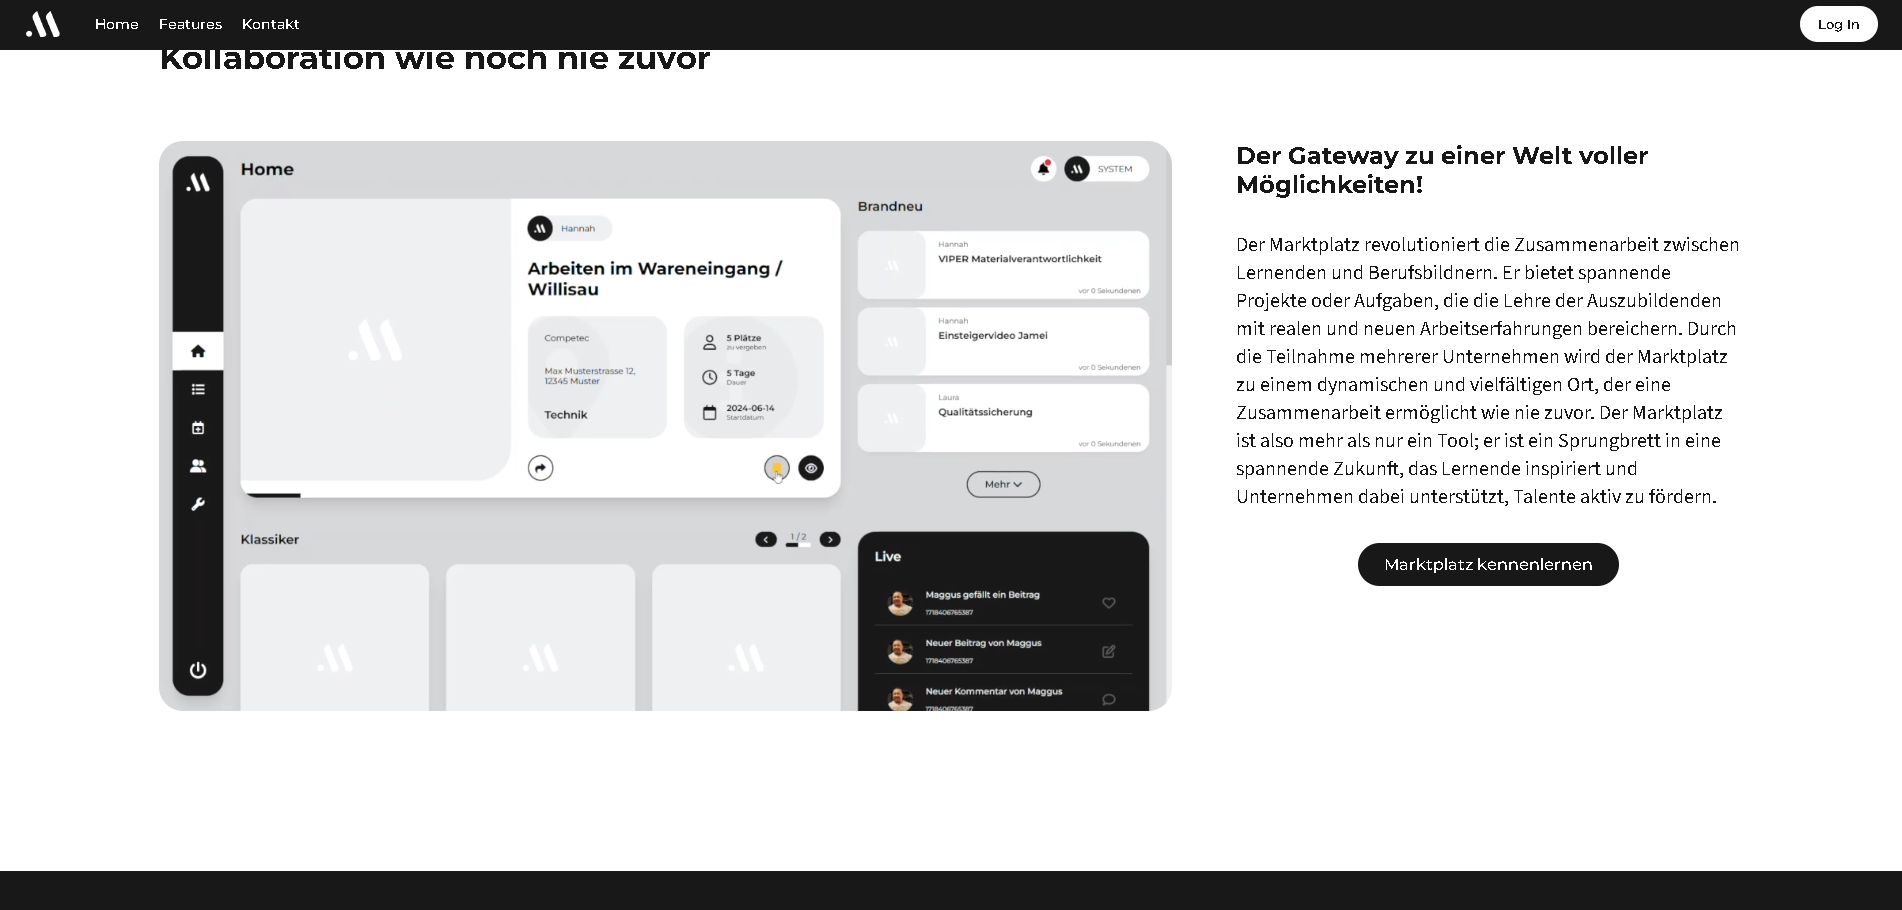 Home Features Kontakt
Log In
Kollaboration wie noch nie zuvor
Home
SYSTEM
Hannah
Arbeiten im Wareneingang /
Willisau
Competec
Max Musterstrasse 12,
12345 Muster
Technik
5 Plätze
zu vergeben
5 Tage
Dauer
2024-06-14
Startdatum
Brandneu
Hannah
VIPER Materialverantwortlichkeit
vor 0 Sekundenen
Hannah
Einsteigervideo Jamei
vor 0 Sekundenen
Laura
Qualitätssicherung
vor 0 Sekundenen
Mehr
Klassiker
1 / 2
Live
Maggus gefällt ein Beitrag
1718406765387
Neuer Beitrag von Maggus
1718406765387
Neuer Kommentar von Maggus
1718406765387
Der Gateway zu einer Welt voller
Möglichkeiten!
Der Marktplatz revolutioniert die Zusammenarbeit zwischen
Lernenden und Berufsbildnern. Er bietet spannende
Projekte oder Aufgaben, die die Lehre der Auszubildenden
mit realen und neuen Arbeitserfahrungen bereichern. Durch
die Teilnahme mehrerer Unternehmen wird der Marktplatz
zu einem dynamischen und vielfältigen Ort, der eine
Zusammenarbeit ermöglicht wie nie zuvor. Der Marktplatz
ist also mehr als nur ein Tool; er ist ein Sprungbrett in eine
spannende Zukunft, das Lernende inspiriert und
Unternehmen dabei unterstützt, Talente aktiv zu fördern.
Marktplatz kennenlernen